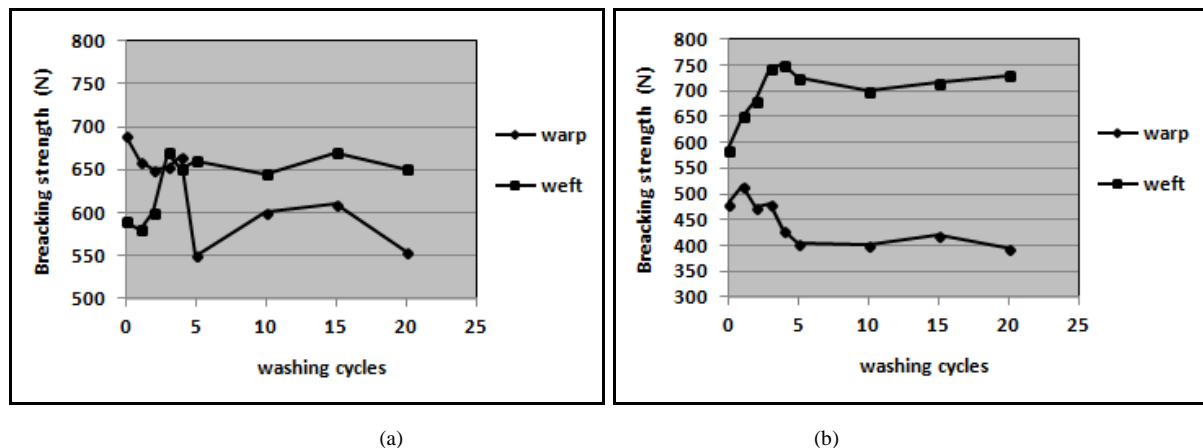 800
750
700
650
600
550
500
Breacking strength (N)
0 5 10 15 20 25
washing cycles
warp
weft
800
750
700
650
600
550
500
450
400
350
300
Breacking strength (N)
0 5 10 15 20 25
washing cycles
warp
weft
(a)
(b)